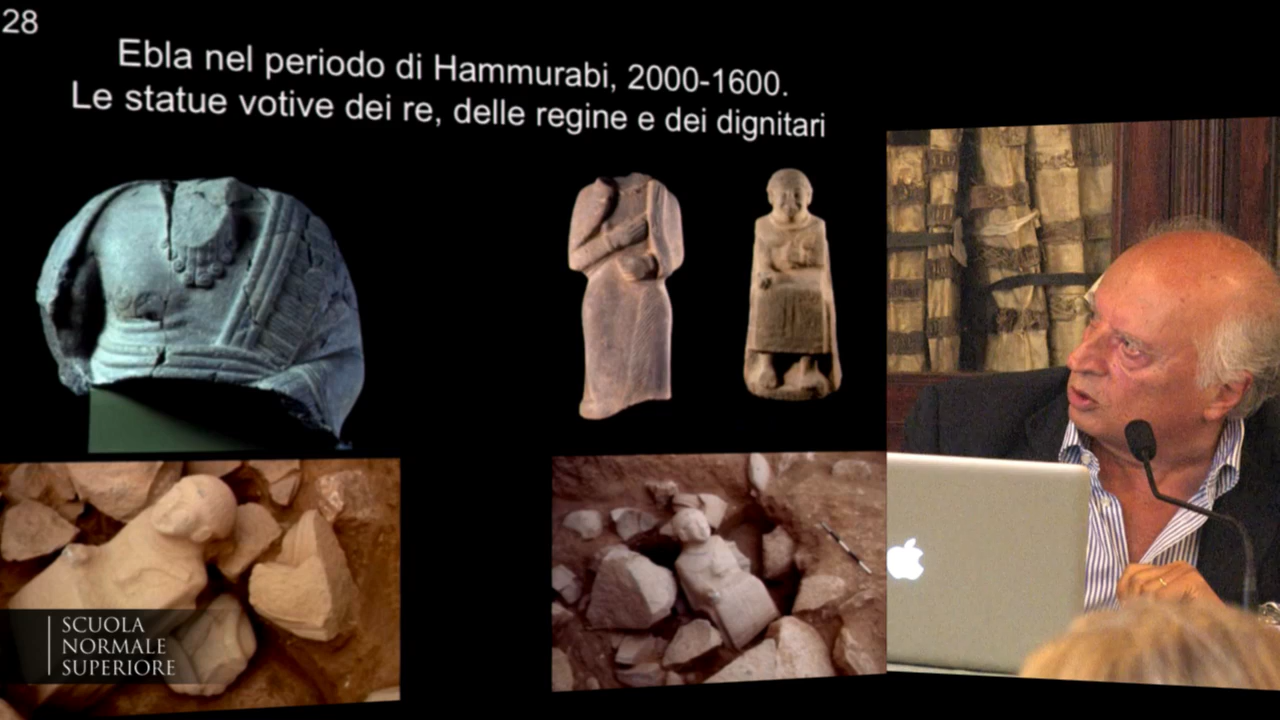 28
Ebla nel periodo di Hammurabi, 2000-1600.
Le statue votive dei re, delle regine e dei dignitari
SCUOLA
NORMALE
SUPERIORE